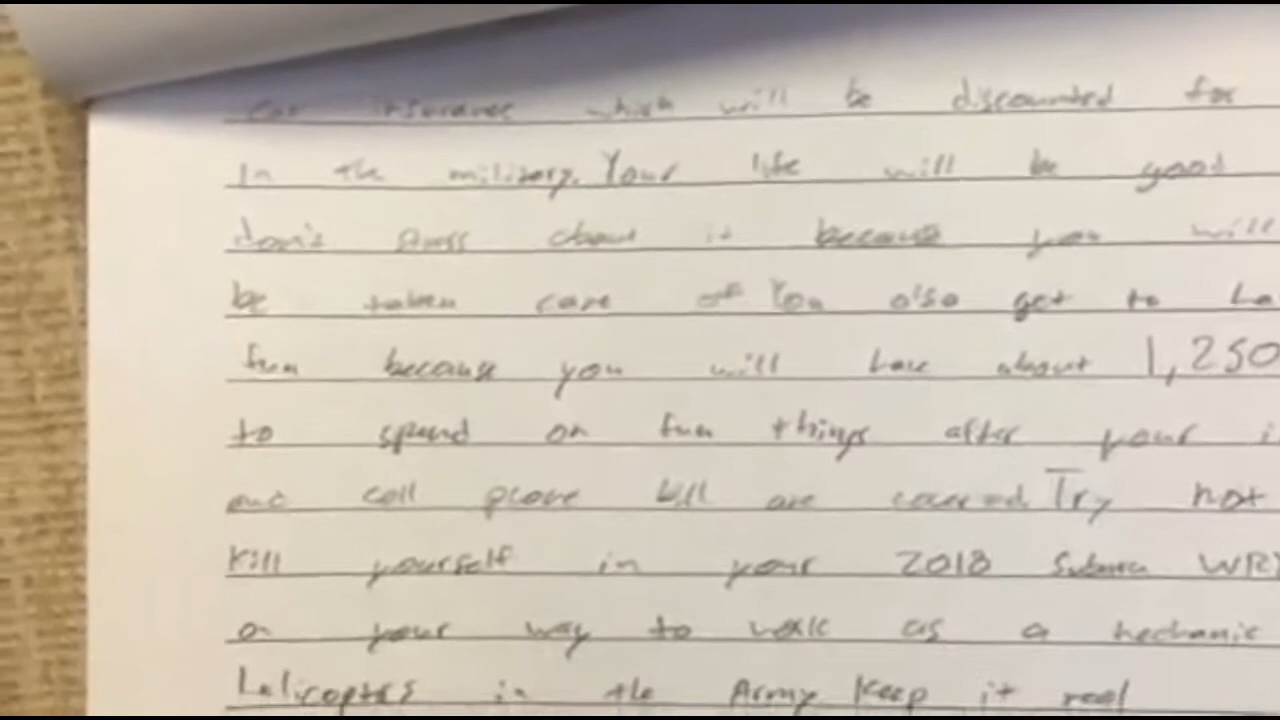 car insurance which will be discounted for
in the military. Your life will be good
don't stress about it because you will
be taken care of You also get to
fun because you will have about 1,250
to spend on fun things after your
and cell phone bill are covered. Try not
kill yourself in your 2018 Subaru
on your way to work as a mechanic
helicopters in the Army Keep it real